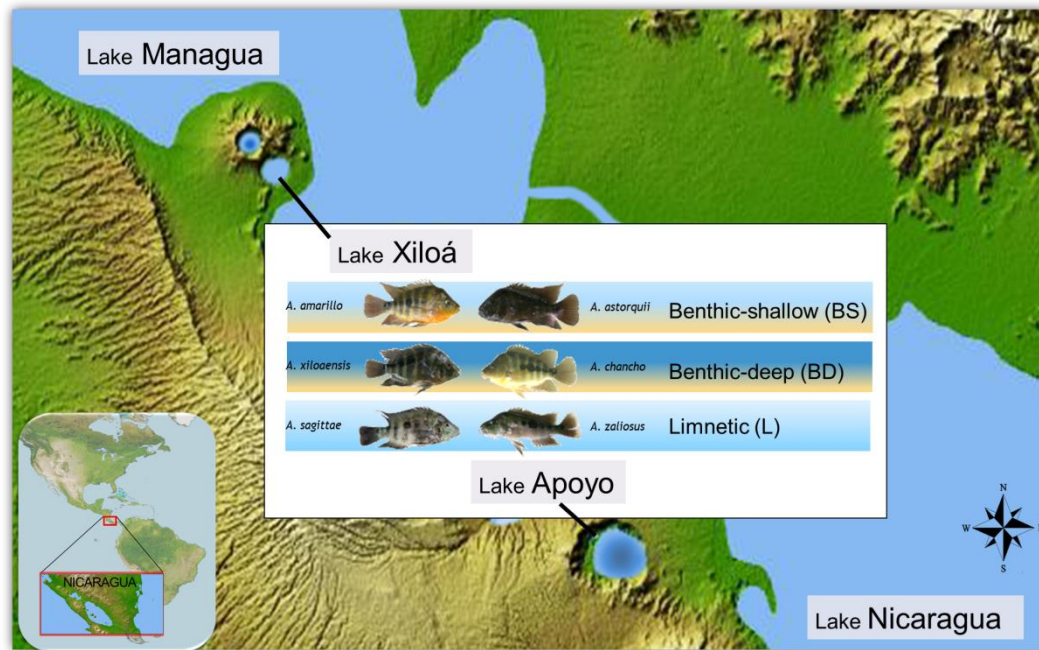 Lake Managua
Lake Xiloá
A. amarillo
A. astorquii
Benthic-shallow (BS)
A. xiloaensis
A. chancho
Benthic-deep (BD)
A. sagittae
A. zaliosus
Limnetic (L)
Lake Apoyo
N
W
S
NICARAGUA
Lake Nicaragua